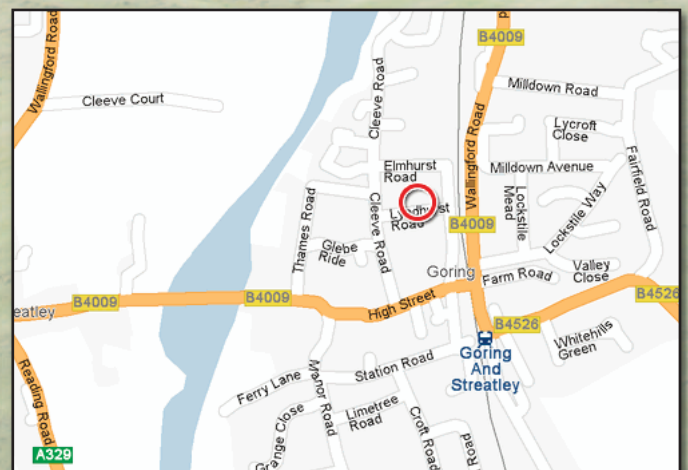 Wallingford Road
Cleeve Court
Cleeve Road
B4009
Milldown Road
Lycroft
Close
Elmhurst
Road
Wallingford Road
Milldown Avenue
Fairfield Road
Thames Road
Cleeve Road
Lyndhurst
Road
Lockstile
Mead
Lockstile Way
B4009
Glebe
Ride
Goring
Farm Road
Valley
Close
eatley
B4009
B4009
High Street
B4526
B4526
Whitehills
Green
Goring
And
Streatley
Reading Road
Station Road
Ferry Lane
Manor Road
Grange Close
Limetree
Road
Croft Road
Road
A329